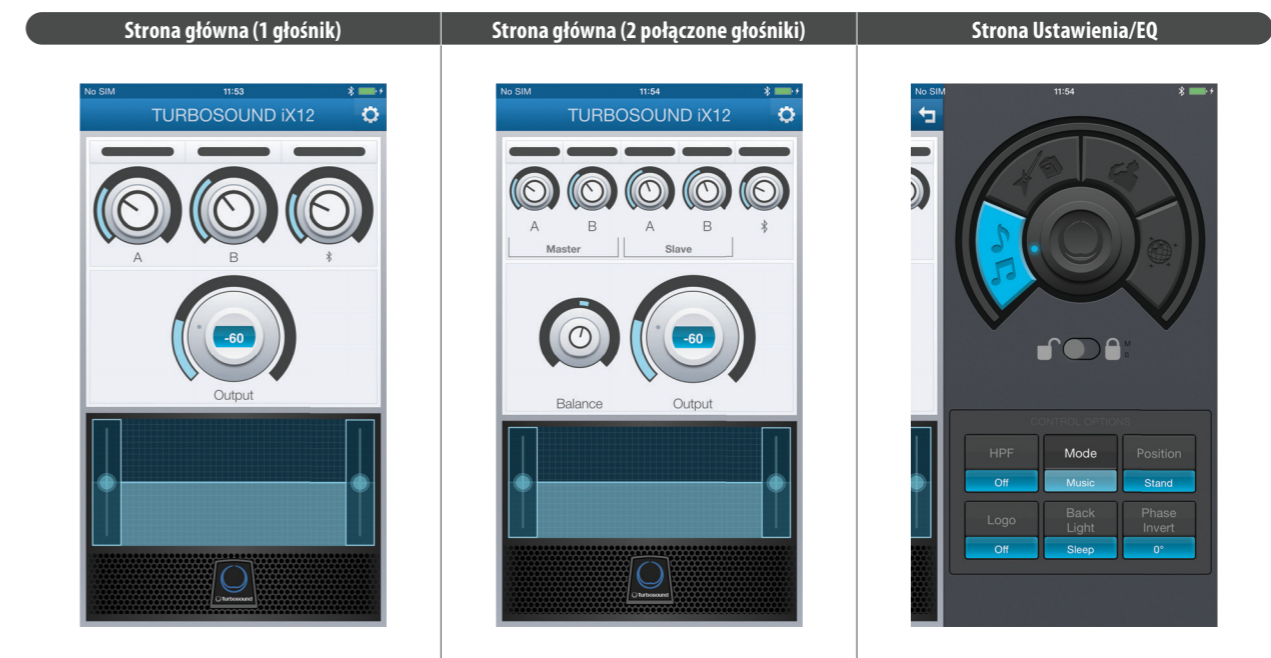 Strona główna (1 głośnik)
Strona główna (2 połączone głośniki)
Strona Ustawienia/EQ
No SIM 11:53
TURBOSOUND iX12
A B
-60
Output
Turbosound
No SIM 11:54
TURBOSOUND iX12
A B A B
Master Slave
-60
Balance Output
Turbosound
No SIM 11:54
M
CONTROL OPTIONS
HPF Mode Position
Off Music Stand
Logo Back Light Phase Invert
Off Sleep 0°